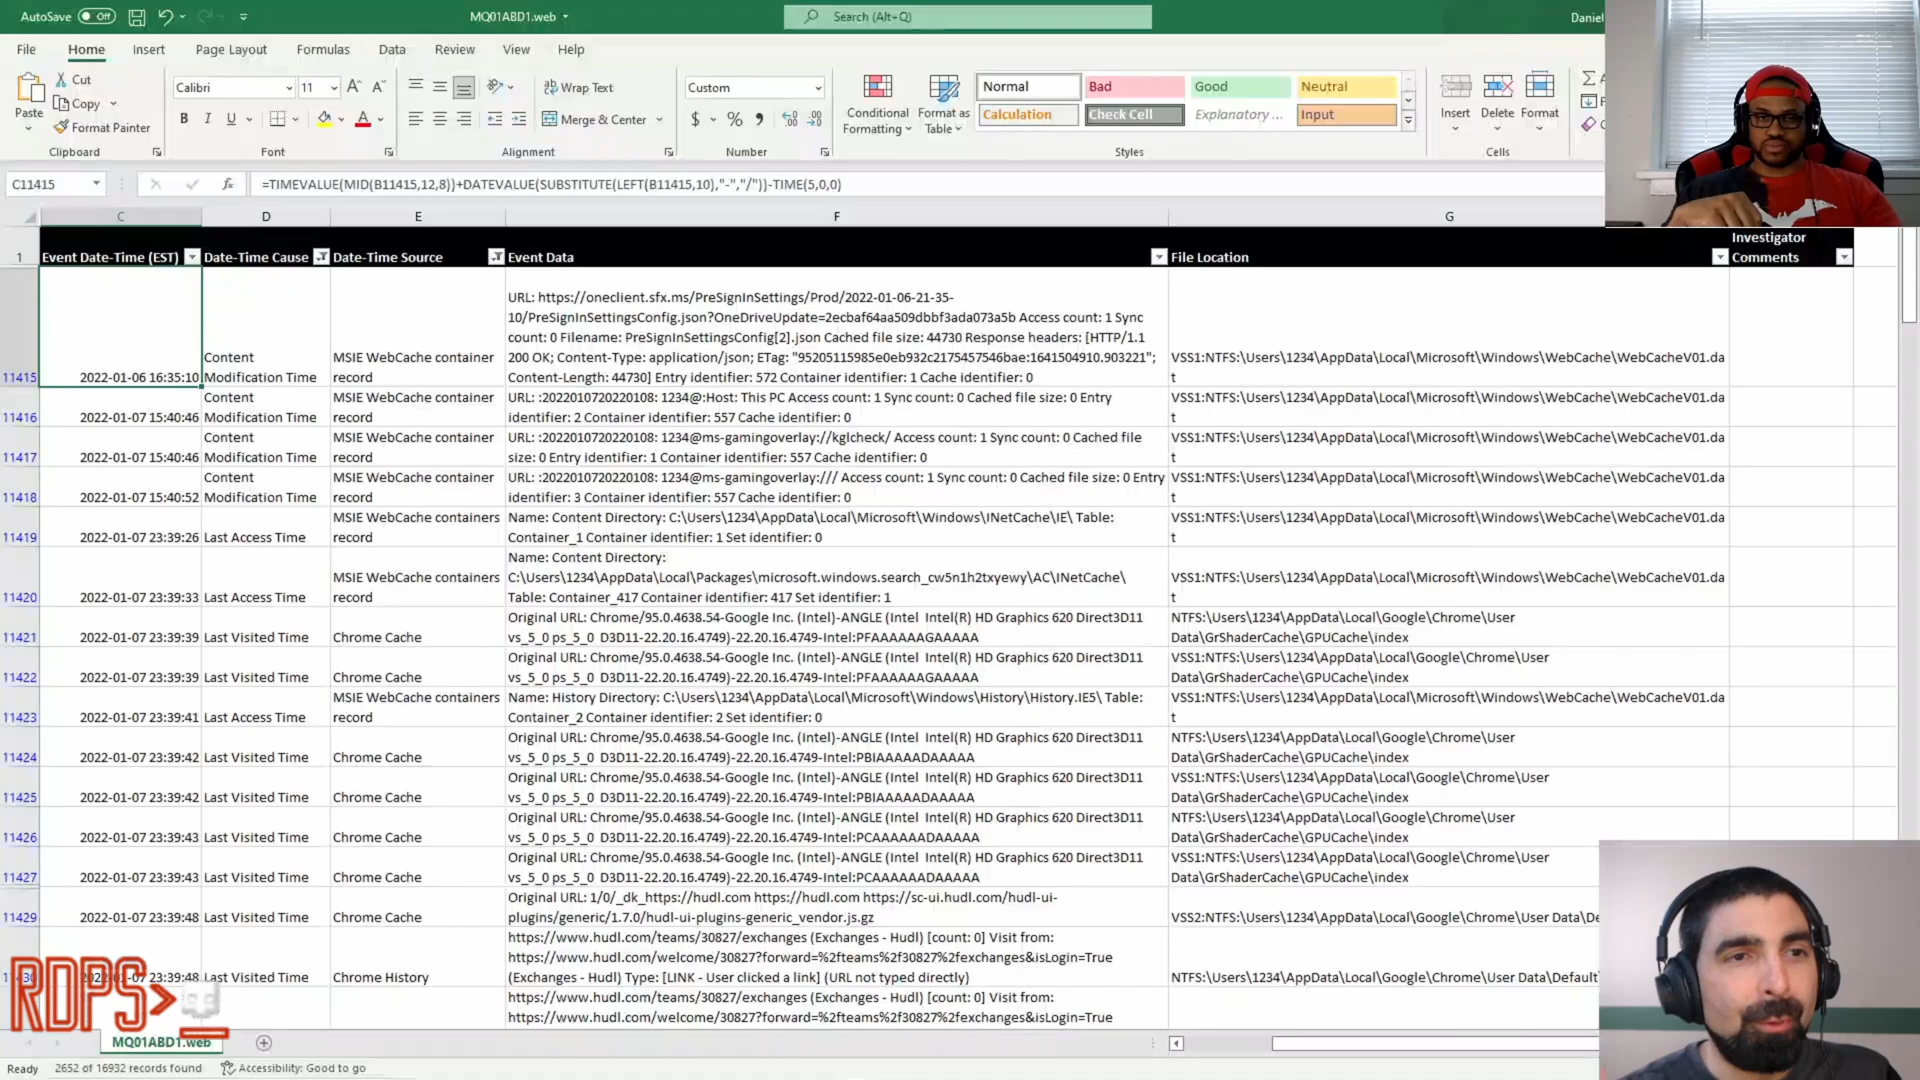 AutoSave Off
MQ01ABD1.web
Search (Alt+Q)
Daniel
File Home Insert Page Layout Formulas Data Review View Help
Paste
Cut
Copy
Format Painter
Clipboard
Calibri 11
B I U
Font
Wrap Text
Merge & Center
Alignment
Custom
$ %
Number
Conditional
Formatting
Format as
Table
Normal Bad Good Neutral
Calculation Check Cell Explanatory ... Input
Styles
Insert Delete Format
Cells
C11415
fx
=TIMEVALUE(MID(B11415,12,8))+DATEVALUE(SUBSTITUTE(LEFT(B11415,10),"-","/"))-TIME(5,0,0)
C D E F G
1 Event Date-Time (EST) Date-Time Cause Date-Time Source Event Data File Location
Investigator
Comments
11415 2022-01-06 16:35:10
Content
Modification Time
MSIE WebCache container
record
URL: https://oneclient.sfx.ms/PreSignInSettings/Prod/2022-01-06-21-35-
10/PreSignInSettingsConfig.json?OneDriveUpdate=2ecbaf64aa509dbbf3ada073a5b Access count: 1 Sync
count: 0 Filename: PreSignInSettingsConfig[2].json Cached file size: 44730 Response headers: [HTTP/1.1
200 OK; Content-Type: application/json; ETag: "95205115985e0eb932c2175457546bae:1641504910.903221";
Content-Length: 44730] Entry identifier: 572 Container identifier: 1 Cache identifier: 0
VSS1:NTFS:\Users\1234\AppData\Local\Microsoft\Windows\WebCache\WebCacheV01.da
t
11416 2022-01-07 15:40:46
Content
Modification Time
MSIE WebCache container
record
URL: :2022010720220108: 1234@:Host: This PC Access count: 1 Sync count: 0 Cached file size: 0 Entry
identifier: 2 Container identifier: 557 Cache identifier: 0
VSS1:NTFS:\Users\1234\AppData\Local\Microsoft\Windows\WebCache\WebCacheV01.da
t
11417 2022-01-07 15:40:46
Content
Modification Time
MSIE WebCache container
record
URL: :2022010720220108: 1234@ms-gamingoverlay://kglcheck/ Access count: 1 Sync count: 0 Cached file
size: 0 Entry identifier: 1 Container identifier: 557 Cache identifier: 0
VSS1:NTFS:\Users\1234\AppData\Local\Microsoft\Windows\WebCache\WebCacheV01.da
t
11418 2022-01-07 15:40:52
Content
Modification Time
MSIE WebCache container
record
URL: :2022010720220108: 1234@ms-gamingoverlay:/// Access count: 1 Sync count: 0 Cached file size: 0 Entry
identifier: 3 Container identifier: 557 Cache identifier: 0
VSS1:NTFS:\Users\1234\AppData\Local\Microsoft\Windows\WebCache\WebCacheV01.da
t
11419 2022-01-07 23:39:26 Last Access Time
MSIE WebCache containers
record
Name: Content Directory: C:\Users\1234\AppData\Local\Microsoft\Windows\INetCache\IE\ Table:
Container_1 Container identifier: 1 Set identifier: 0
VSS1:NTFS:\Users\1234\AppData\Local\Microsoft\Windows\WebCache\WebCacheV01.da
t
11420 2022-01-07 23:39:33 Last Access Time
MSIE WebCache containers
record
Name: Content Directory:
C:\Users\1234\AppData\Local\Packages\microsoft.windows.search_cw5n1h2txyewy\AC\INetCache\
Table: Container_417 Container identifier: 417 Set identifier: 1
VSS1:NTFS:\Users\1234\AppData\Local\Microsoft\Windows\WebCache\WebCacheV01.da
t
11421 2022-01-07 23:39:39 Last Visited Time Chrome Cache
Original URL: Chrome/95.0.4638.54-Google Inc. (Intel)-ANGLE (Intel Intel(R) HD Graphics 620 Direct3D11
vs_5_0 ps_5_0 D3D11-22.20.16.4749)-22.20.16.4749-Intel:PFAAAAAAGAAAAA
NTFS:\Users\1234\AppData\Local\Google\Chrome\User
Data\GrShaderCache\GPUCache\index
11422 2022-01-07 23:39:39 Last Visited Time Chrome Cache
Original URL: Chrome/95.0.4638.54-Google Inc. (Intel)-ANGLE (Intel Intel(R) HD Graphics 620 Direct3D11
vs_5_0 ps_5_0 D3D11-22.20.16.4749)-22.20.16.4749-Intel:PFAAAAAAGAAAAA
VSS1:NTFS:\Users\1234\AppData\Local\Google\Chrome\User
Data\GrShaderCache\GPUCache\index
11423 2022-01-07 23:39:41 Last Access Time
MSIE WebCache containers
record
Name: History Directory: C:\Users\1234\AppData\Local\Microsoft\Windows\History\History.IE5\ Table:
Container_2 Container identifier: 2 Set identifier: 0
VSS1:NTFS:\Users\1234\AppData\Local\Microsoft\Windows\WebCache\WebCacheV01.da
t
11424 2022-01-07 23:39:42 Last Visited Time Chrome Cache
Original URL: Chrome/95.0.4638.54-Google Inc. (Intel)-ANGLE (Intel Intel(R) HD Graphics 620 Direct3D11
vs_5_0 ps_5_0 D3D11-22.20.16.4749)-22.20.16.4749-Intel:PBIAAAAADAAAAA
NTFS:\Users\1234\AppData\Local\Google\Chrome\User
Data\GrShaderCache\GPUCache\index
11425 2022-01-07 23:39:42 Last Visited Time Chrome Cache
Original URL: Chrome/95.0.4638.54-Google Inc. (Intel)-ANGLE (Intel Intel(R) HD Graphics 620 Direct3D11
vs_5_0 ps_5_0 D3D11-22.20.16.4749)-22.20.16.4749-Intel:PBIAAAAADAAAAA
VSS1:NTFS:\Users\1234\AppData\Local\Google\Chrome\User
Data\GrShaderCache\GPUCache\index
11426 2022-01-07 23:39:43 Last Visited Time Chrome Cache
Original URL: Chrome/95.0.4638.54-Google Inc. (Intel)-ANGLE (Intel Intel(R) HD Graphics 620 Direct3D11
vs_5_0 ps_5_0 D3D11-22.20.16.4749)-22.20.16.4749-Intel:PCAAAAAADAAAAA
NTFS:\Users\1234\AppData\Local\Google\Chrome\User
Data\GrShaderCache\GPUCache\index
11427 2022-01-07 23:39:43 Last Visited Time Chrome Cache
Original URL: Chrome/95.0.4638.54-Google Inc. (Intel)-ANGLE (Intel Intel(R) HD Graphics 620 Direct3D11
vs_5_0 ps_5_0 D3D11-22.20.16.4749)-22.20.16.4749-Intel:PCAAAAAADAAAAA
VSS1:NTFS:\Users\1234\AppData\Local\Google\Chrome\User
Data\GrShaderCache\GPUCache\index
11429 2022-01-07 23:39:48 Last Visited Time Chrome Cache
Original URL: 1/0/_dk_https://hudl.com https://hudl.com https://sc-ui.hudl.com/hudl-ui-
plugins/generic/1.7.0/hudl-ui-plugins-generic_vendor.js.gz
VSS2:NTFS:\Users\1234\AppData\Local\Google\Chrome\User Data\De
11430 2022-01-07 23:39:48 Last Visited Time Chrome History
https://www.hudl.com/teams/30827/exchanges (Exchanges - Hudl) [count: 0] Visit from:
https://www.hudl.com/welcome/30827?forward=%2fteams%2f30827%2fexchanges&isLogin=True
(Exchanges - Hudl) Type: [LINK - User clicked a link] (URL not typed directly)
NTFS:\Users\1234\AppData\Local\Google\Chrome\User Data\Default
https://www.hudl.com/teams/30827/exchanges (Exchanges - Hudl) [count: 0] Visit from:
https://www.hudl.com/welcome/30827?forward=%2fteams%2f30827%2fexchanges&isLogin=True
RDPS>_
MQ01ABD1.web
Ready 2652 of 16932 records found Accessibility: Good to go